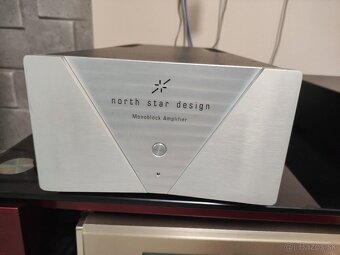 north star design
Monoblock Amplifier